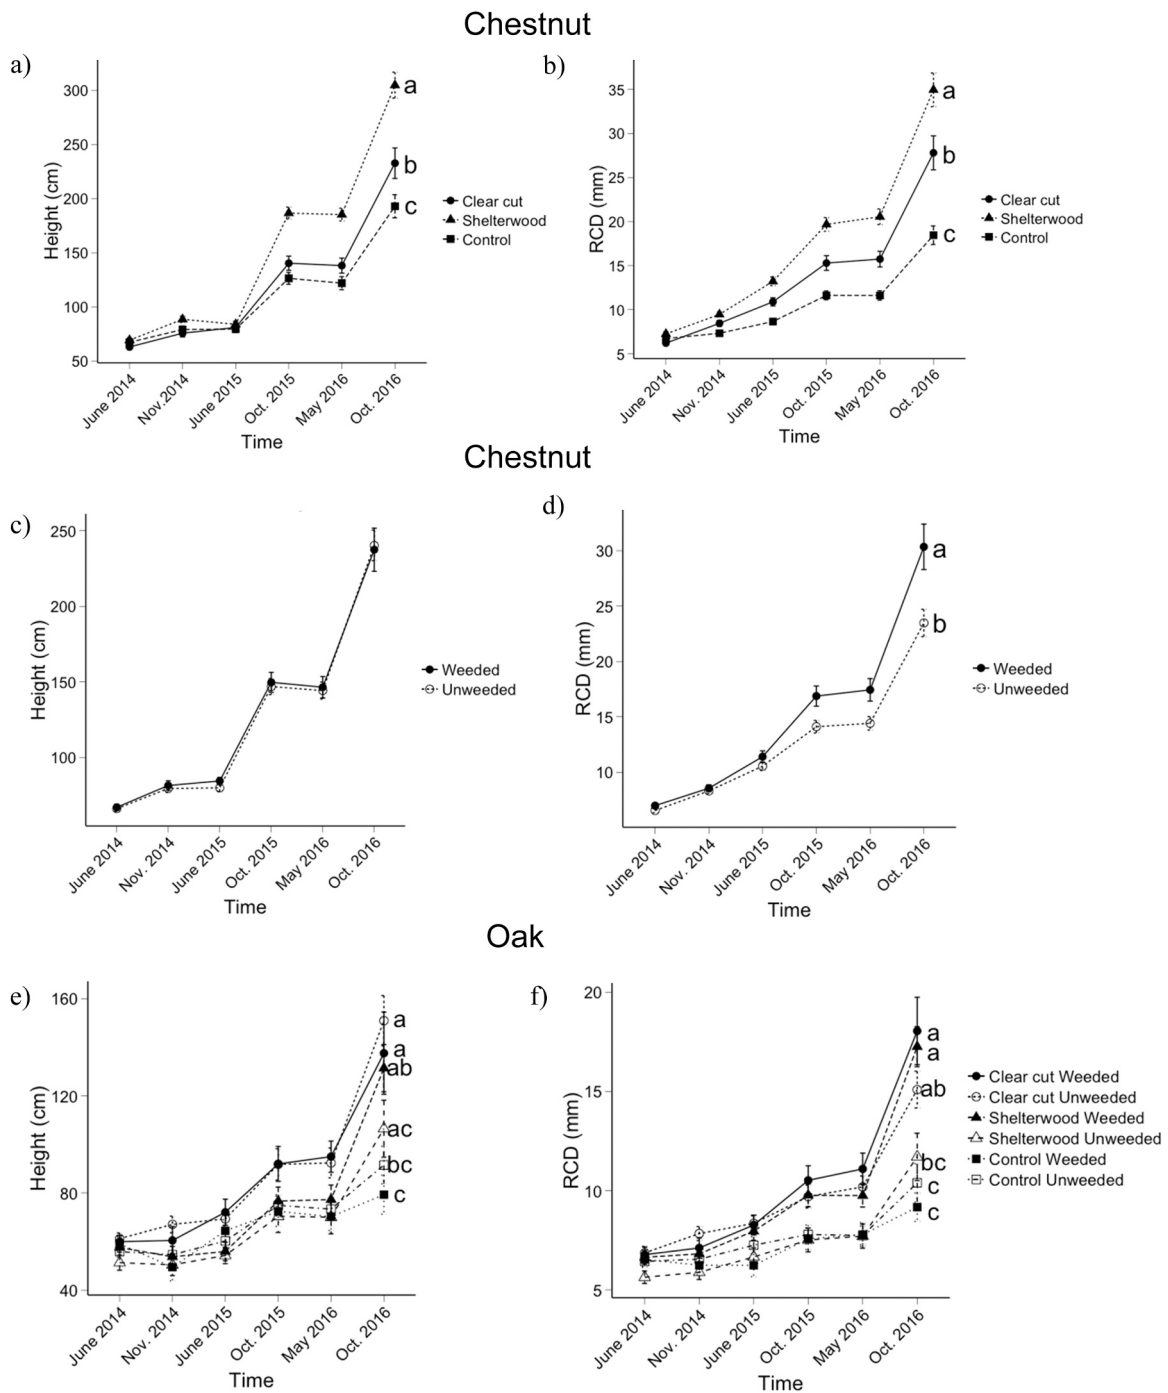 Chestnut
a)
300
250
200
150
100
50
Height (cm)
a
b
c
Clear cut
Shelterwood
Control
June 2014
Nov.2014
June 2015
Oct. 2015
May 2016
Oct. 2016
Time
b)
35
30
25
20
15
10
5
RCD (mm)
a
b
c
Clear cut
Shelterwood
Control
June 2014
Nov. 2014
June 2015
Oct. 2015
May 2016
Oct. 2016
Time
Chestnut
c)
250
200
150
100
Height (cm)
Weeded
Unweeded
June 2014
Nov. 2014
June 2015
Oct. 2015
May 2016
Oct. 2016
Time
d)
30
25
20
15
10
RCD (mm)
a
b
Weeded
Unweeded
June 2014
Nov. 2014
June 2015
Oct. 2015
May 2016
Oct. 2016
Time
Oak
e)
160
120
80
40
Height (cm)
a
a
ab
ac
bc
c
June 2014
Nov. 2014
June 2015
Oct. 2015
May 2016
Oct. 2016
Time
f)
20
15
10
5
RCD (mm)
a
a
ab
bc
c
c
Clear cut Weeded
Clear cut Unweeded
Shelterwood Weeded
Shelterwood Unweeded
Control Weeded
Control Unweeded
June 2014
Nov. 2014
June 2015
Oct. 2015
May 2016
Oct. 2016
Time